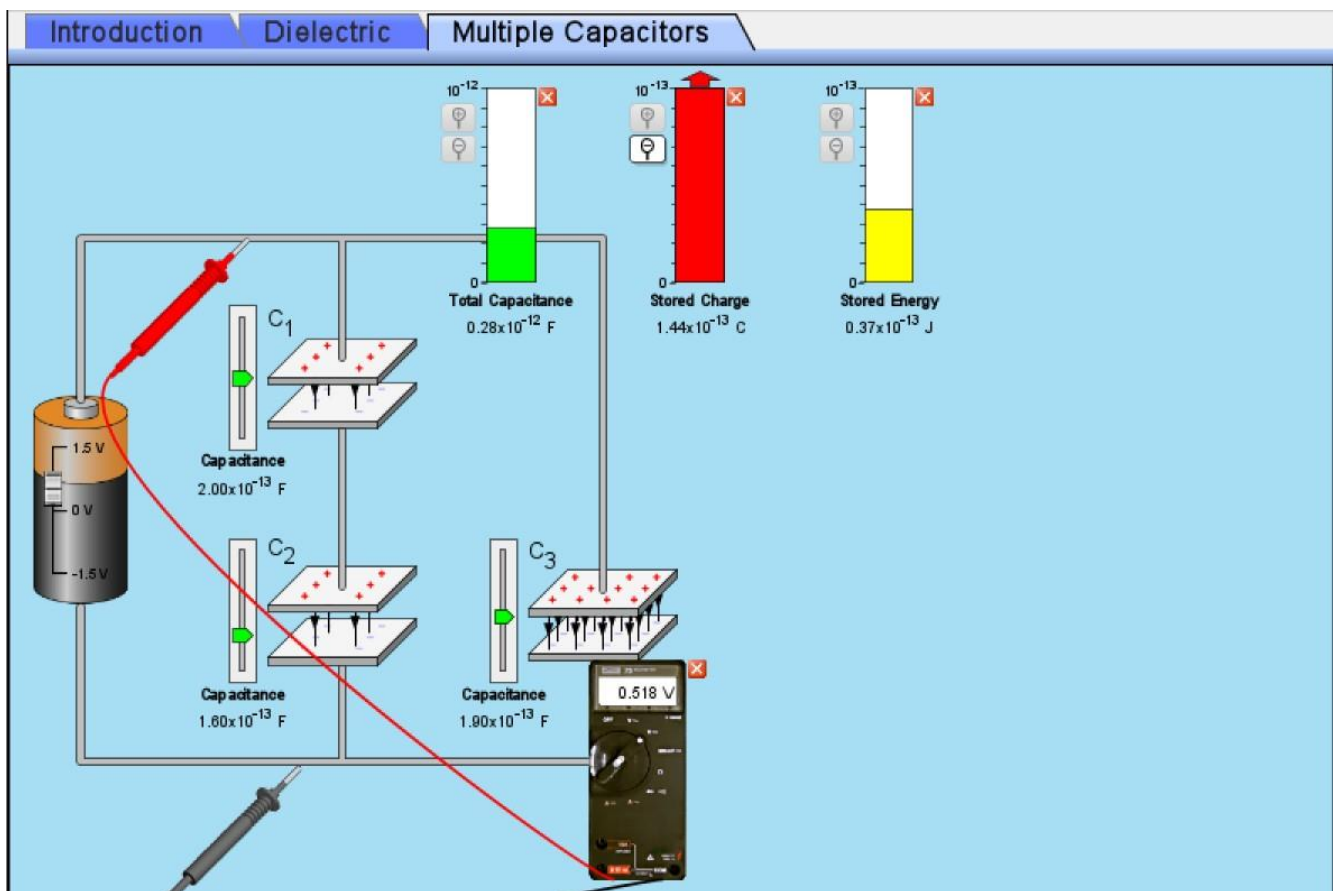 Introduction
Dielectric
Multiple Capacitors
10⁻¹²
0
Total Capacitance
0.28x10⁻¹² F
10⁻¹³
0
Stored Charge
1.44x10⁻¹³ C
10⁻¹³
0
Stored Energy
0.37x10⁻¹³ J
C₁
Capacitance
2.00x10⁻¹³ F
1.5 V
0 V
-1.5 V
C₂
Capacitance
1.60x10⁻¹³ F
C₃
Capacitance
1.90x10⁻¹³ F
0.518 V
OFF